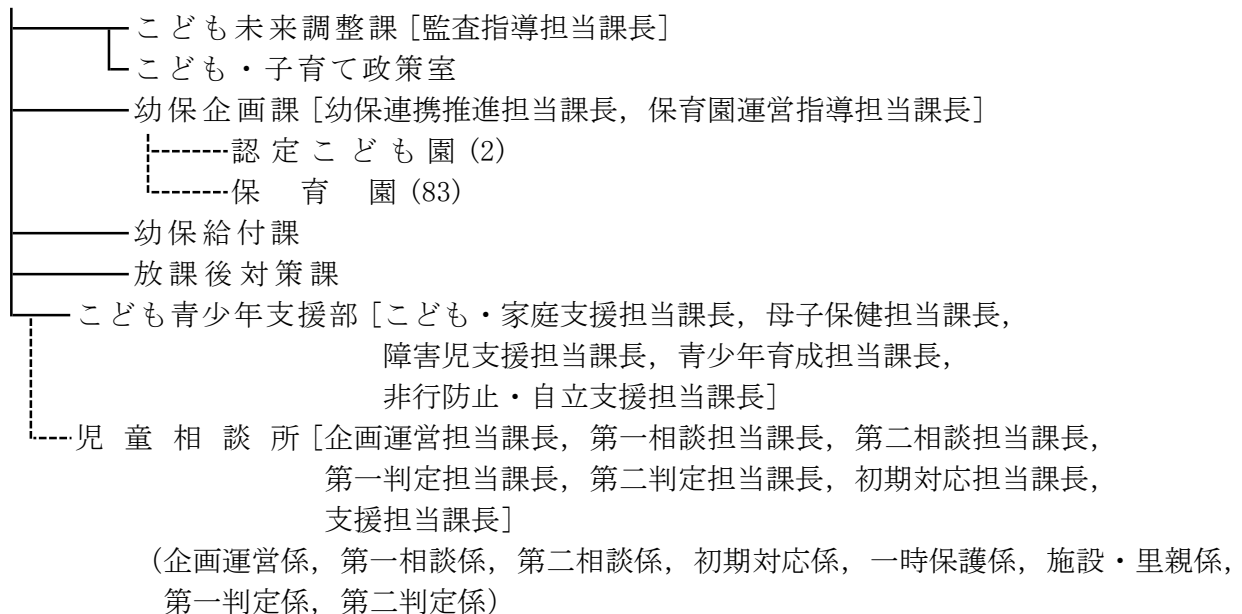 こども未来調整課［監査指導担当課長］
こども・子育て政策室
幼保企画課［幼保連携推進担当課長，保育園運営指導担当課長］
認定こども園(2)
保育園(83)
幼保給付課
放課後対策課
こども青少年支援部［こども・家庭支援担当課長，母子保健担当課長，
障害児支援担当課長，青少年育成担当課長，
非行防止・自立支援担当課長］
児童相談所［企画運営担当課長，第一相談担当課長，第二相談担当課長，
第一判定担当課長，第二判定担当課長，初期対応担当課長，
支援担当課長］
（企画運営係，第一相談係，第二相談係，初期対応係，一時保護係，施設・里親係，
第一判定係，第二判定係）